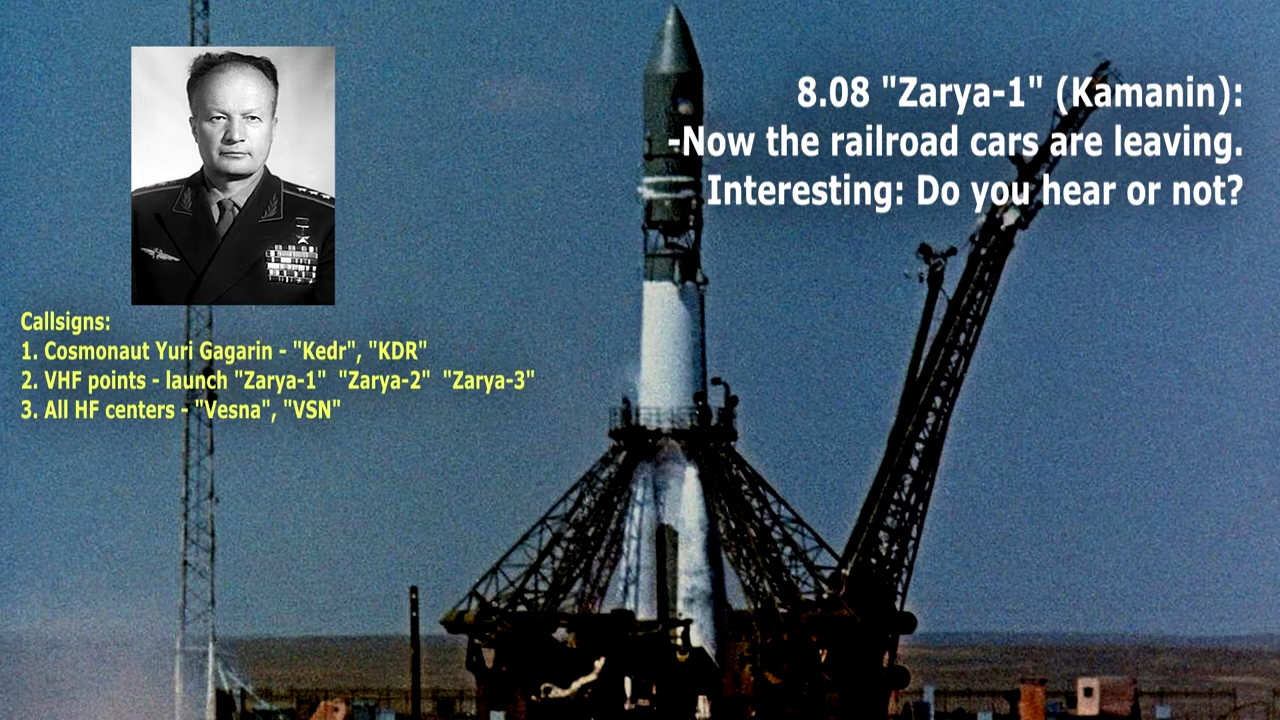 8.08 "Zarya-1" (Kamanin):
-Now the railroad cars are leaving.
Interesting: Do you hear or not?
Callsigns:
1. Cosmonaut Yuri Gagarin - "Kedr", "KDR"
2. VHF points - launch "Zarya-1" "Zarya-2" "Zarya-3"
3. All HF centers - "Vesna", "VSN"